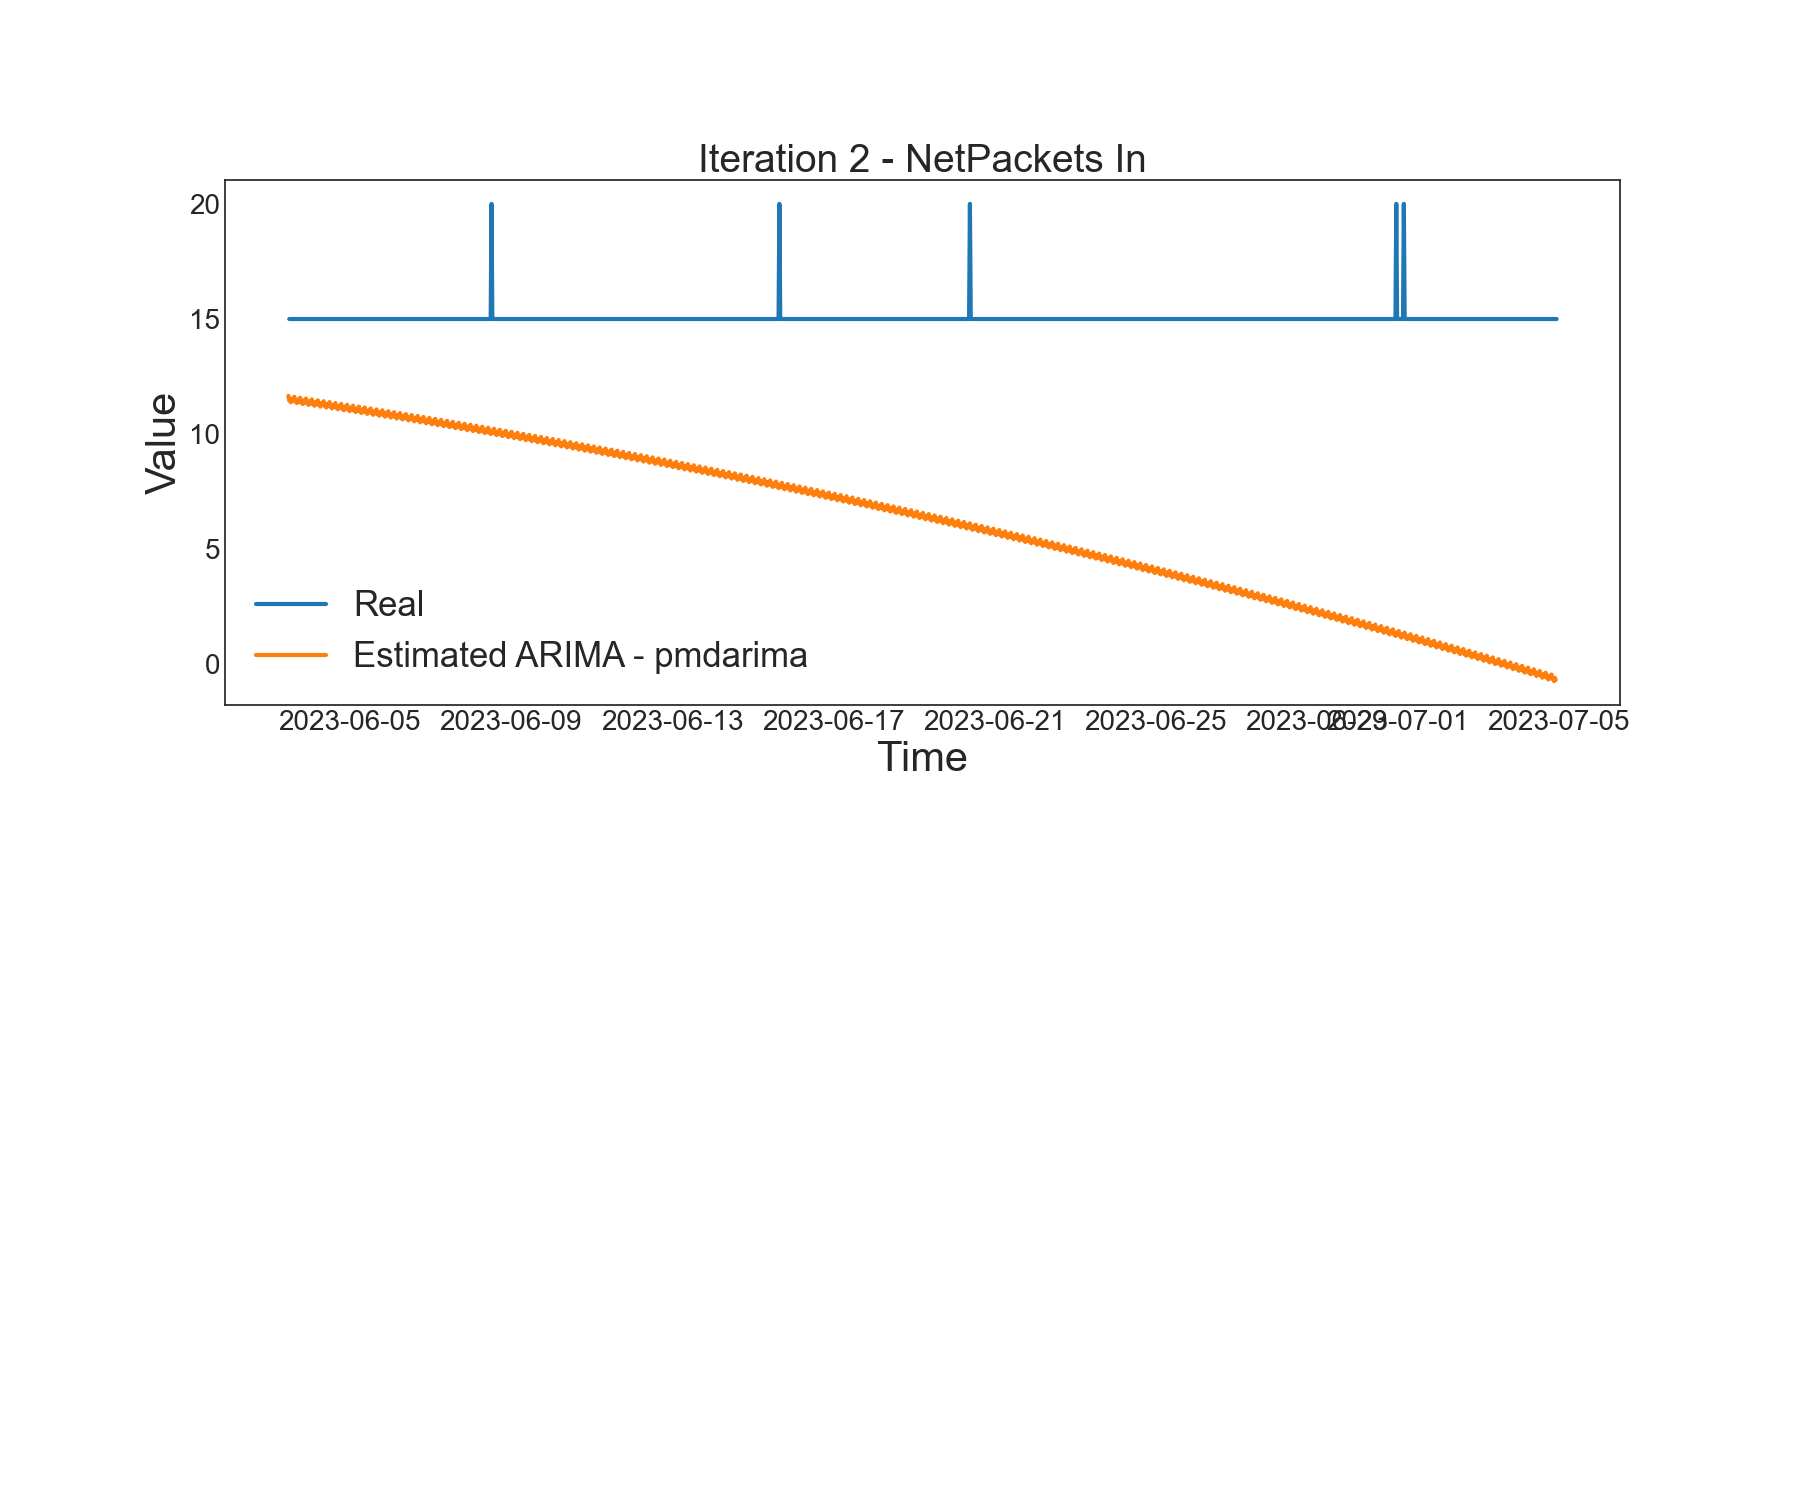 Iteration 2 - NetPackets In
20
15
10
5
0
Value
Real
Estimated ARIMA - pmdarima
2023-06-05 2023-06-09 2023-06-13 2023-06-17 2023-06-21 2023-06-25 2023-06-29 2023-07-01 2023-07-05
Time